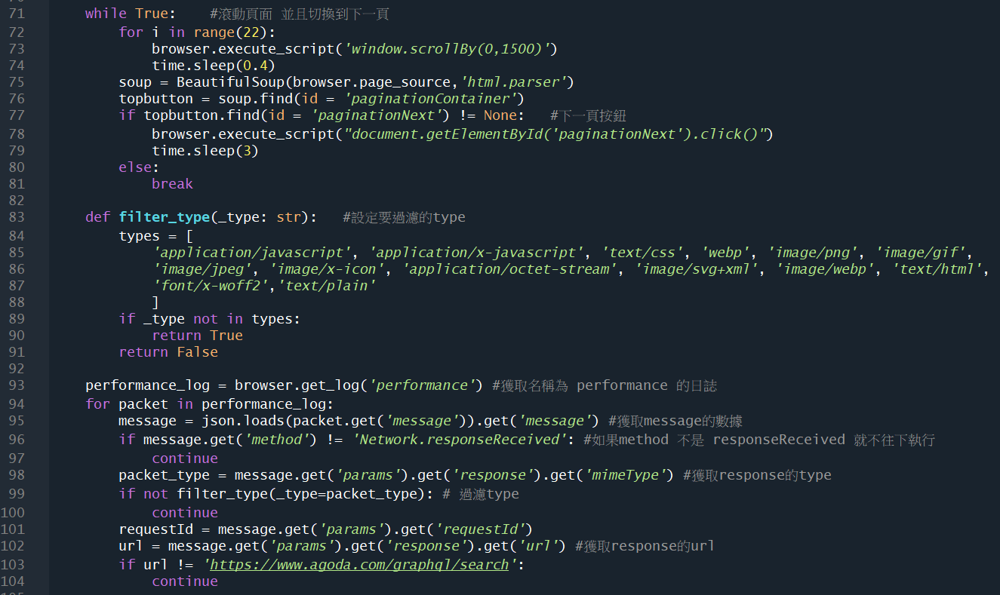 71 while True: #滾動頁面 並且切換到下一頁
72 for i in range(22):
73 browser.execute_script('window.scrollBy(0,1500)')
74 time.sleep(0.4)
75 soup = BeautifulSoup(browser.page_source,'html.parser')
76 topbutton = soup.find(id = 'paginationContainer')
77 if topbutton.find(id = 'paginationNext') != None: #下一頁按鈕
78 browser.execute_script("document.getElementById('paginationNext').click()")
79 time.sleep(3)
80 else:
81 break
82
83 def filter_type(_type: str): #設定要過濾的type
84 types = [
85 'application/javascript', 'application/x-javascript', 'text/css', 'webp', 'image/png', 'image/gif',
86 'image/jpeg', 'image/x-icon', 'application/octet-stream', 'image/svg+xml', 'image/webp', 'text/html',
87 'font/x-woff2','text/plain'
88 ]
89 if _type not in types:
90 return True
91 return False
92
93 performance_log = browser.get_log('performance') #獲取名稱為 performance 的日誌
94 for packet in performance_log:
95 message = json.loads(packet.get('message')).get('message') #獲取message的數據
96 if message.get('method') != 'Network.responseReceived': #如果method 不是 responseReceived 就不往下執行
97 continue
98 packet_type = message.get('params').get('response').get('mimeType') #獲取response的type
99 if not filter_type(_type=packet_type): # 過濾type
100 continue
101 requestId = message.get('params').get('requestId')
102 url = message.get('params').get('response').get('url') #獲取response的url
103 if url != 'https://www.agoda.com/graphql/search':
104 continue